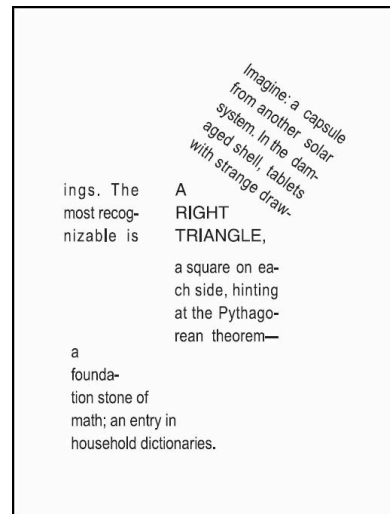 Imagine: a capsule
from another solar
system. In the dam-
aged shell, tablets
with strange draw-
ings. The
most recog-
nizable is
A
RIGHT
TRIANGLE,
a square on ea-
ch side, hinting
at the Pythago-
rean theorem—
a
founda-
tion stone of
math; an entry in
household dictionaries.